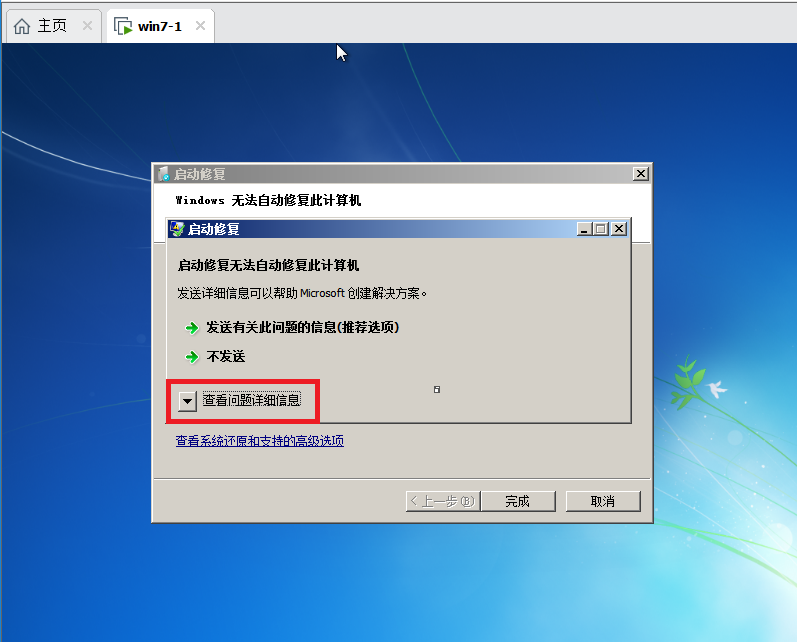 主页
win7-1
启动修复
Windows 无法自动修复此计算机
启动修复
启动修复无法自动修复此计算机
发送详细信息可以帮助 Microsoft 创建解决方案。
发送有关此问题的信息(推荐选项)
不发送
查看问题详细信息
查看系统还原和支持的高级选项
< 上一步(B)
完成
取消